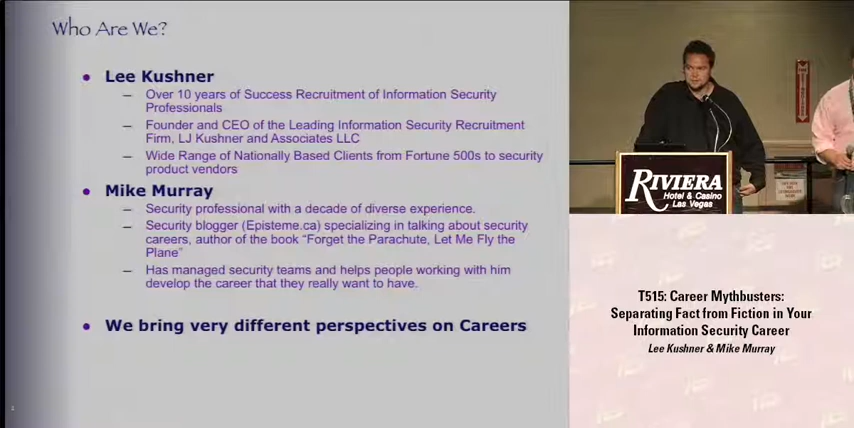 Who Are We?
Lee Kushner
Over 10 years of Success Recruitment of Information Security
Professionals
Founder and CEO of the Leading Information Security Recruitment
Firm, LJ Kushner and Associates LLC
Wide Range of Nationally Based Clients from Fortune 500s to security
product vendors
Mike Murray
Security professional with a decade of diverse experience.
Security blogger (Episteme.ca) specializing in talking about security
careers, author of the book "Forget the Parachute, Let Me Fly the
Plane"
Has managed security teams and helps people working with him
develop the career that they really want to have.
We bring very different perspectives on Careers
RIVIERA
Hotel & Casino
Las Vegas
T515: Career Mythbusters:
Separating Fact from Fiction in Your
Information Security Career
Lee Kushner & Mike Murray